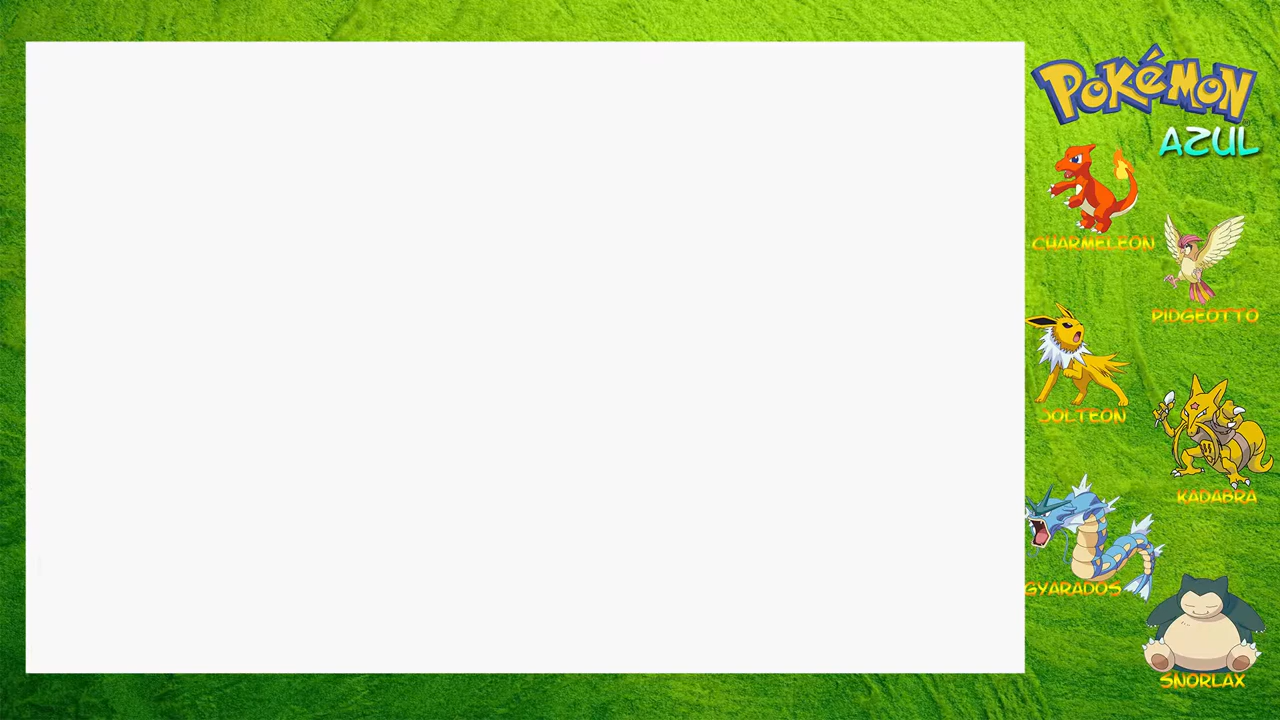 POKéMON
AZUL
CHARMELEON
PIDGEOTTO
JOLTEON
KADABRA
GYARADOS
SNORLAX